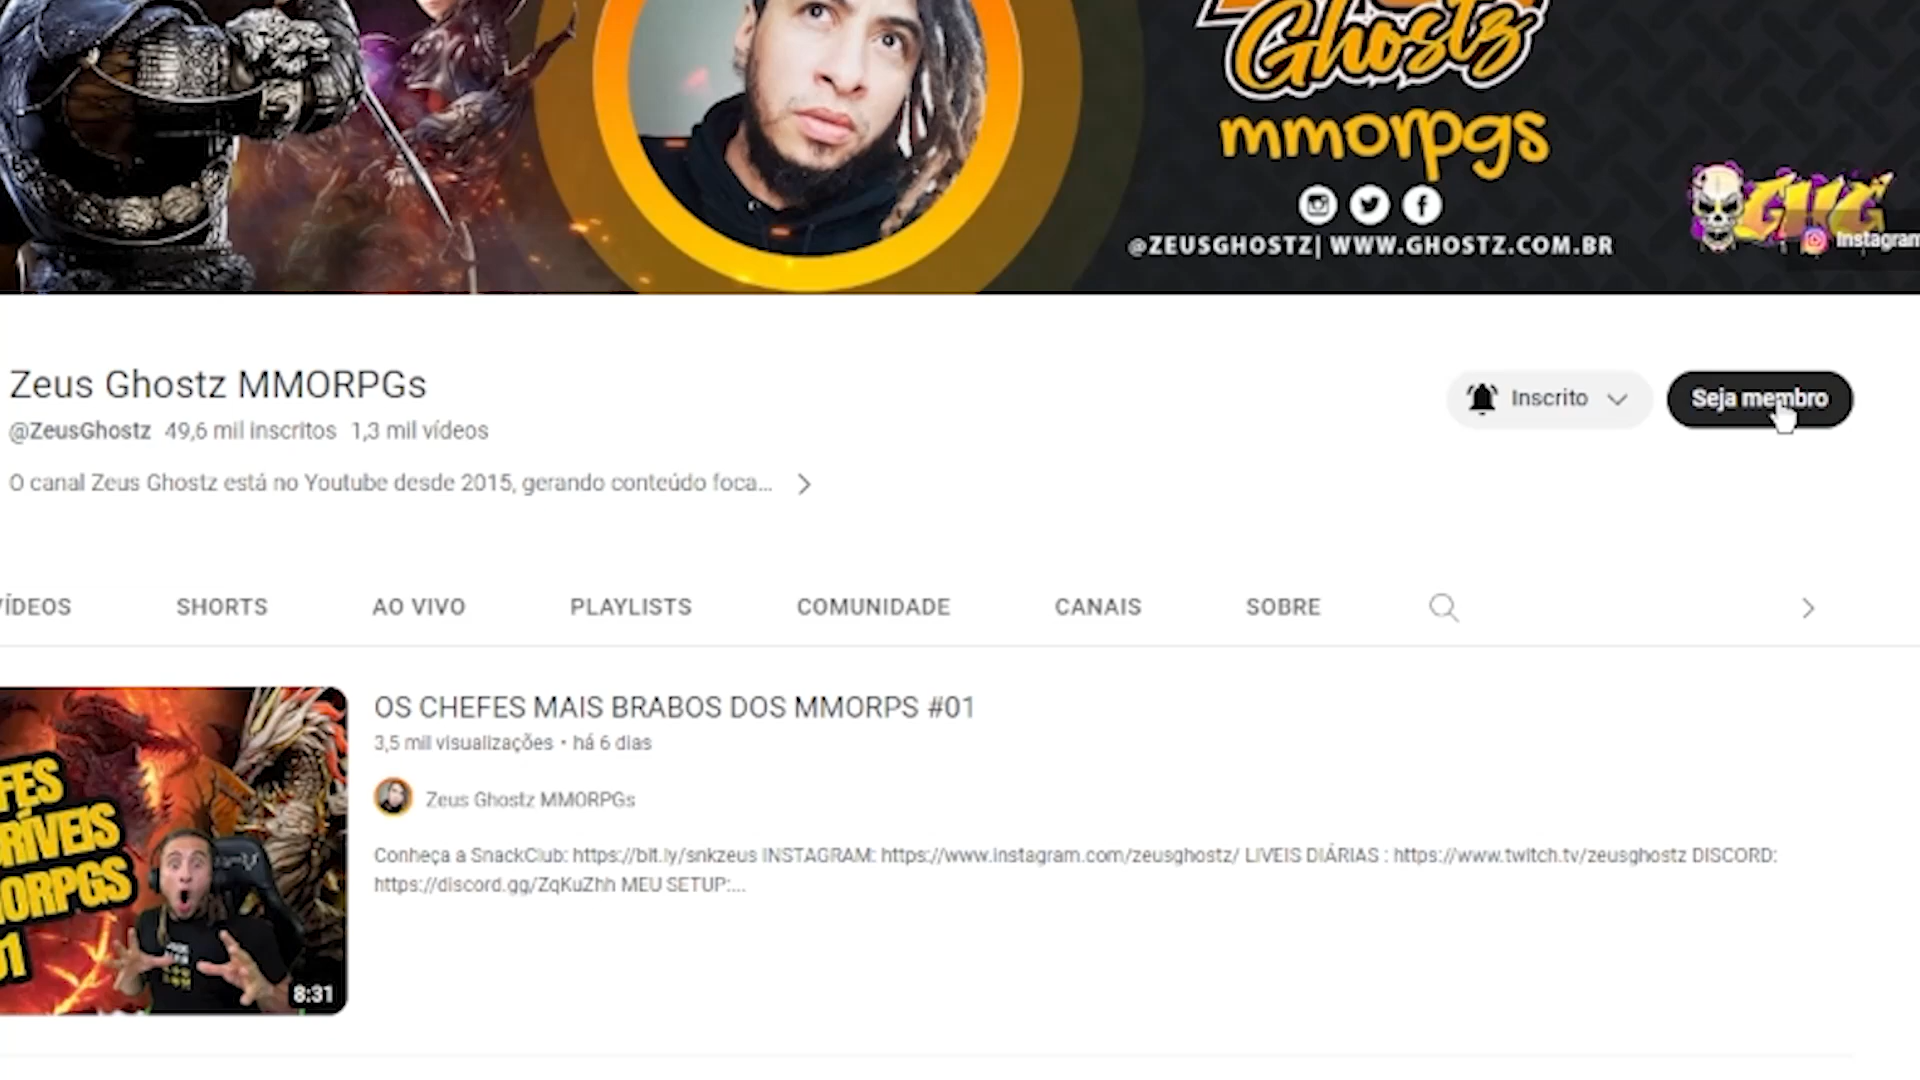 Ghostz
mmorpgs
@ZEUSGHOSTZ| WWW.GHOSTZ.COM.BR
GHG
Instagram
Zeus Ghostz MMORPGs
@ZeusGhostz 49,6 mil inscritos 1,3 mil vídeos
O canal Zeus Ghostz está no Youtube desde 2015, gerando conteúdo foca...
Inscrito
Seja membro
VÍDEOS SHORTS AO VIVO PLAYLISTS COMUNIDADE CANAIS SOBRE
FES
RÍVEIS
ORPGS
01
8:31
OS CHEFES MAIS BRABOS DOS MMORPS #01
3,5 mil visualizações • há 6 dias
Zeus Ghostz MMORPGs
Conheça a SnackClub: https://bit.ly/snkzeus INSTAGRAM: https://www.instagram.com/zeusghostz/ LIVEIS DIÁRIAS : https://www.twitch.tv/zeusghostz DISCORD:
https://discord.gg/ZqKuZhh MEU SETUP:...